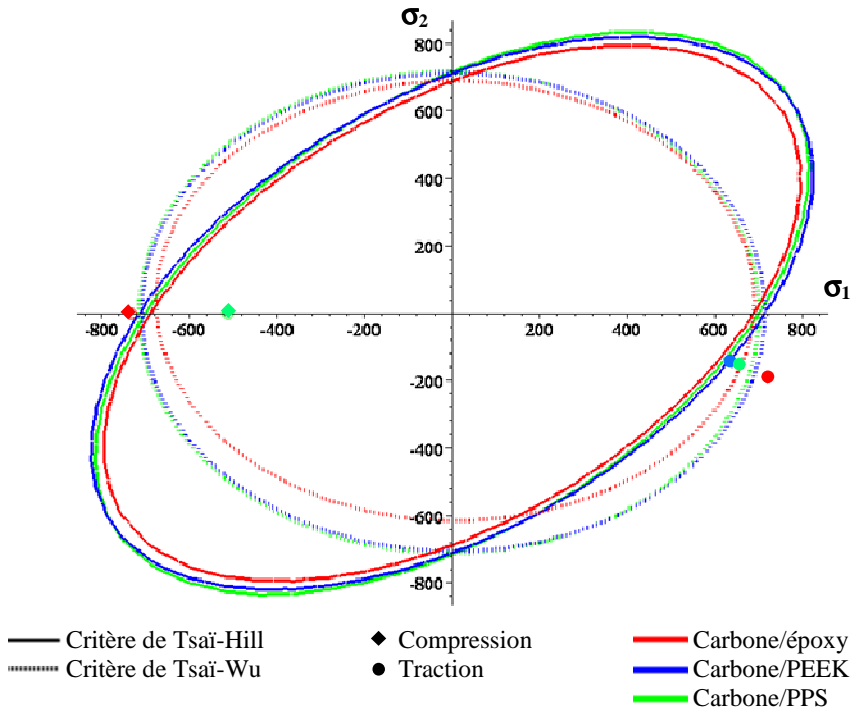 σ2
800
600
400
200
σ1
-800 -600 -400 -200 200 400 600 800
-200
-400
-600
-800
Critère de Tsaï-Hill
Compression
Carbone/époxy
Critère de Tsaï-Wu
Traction
Carbone/PEEK
Carbone/PPS